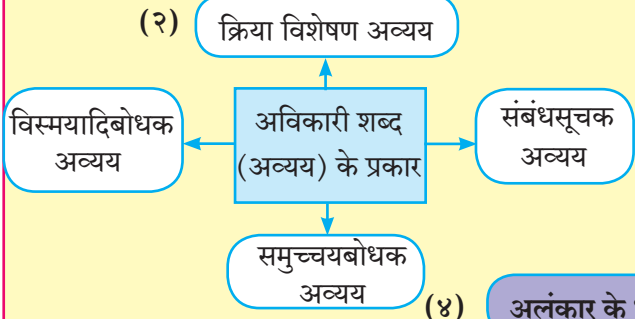 (२)
क्रिया विशेषण अव्यय
विस्मयादिबोधक
अव्यय
अविकारी शब्द
(अव्यय) के प्रकार
संबंधसूचक
अव्यय
समुच्चयबोधक
अव्यय
(४)
अलंकार के